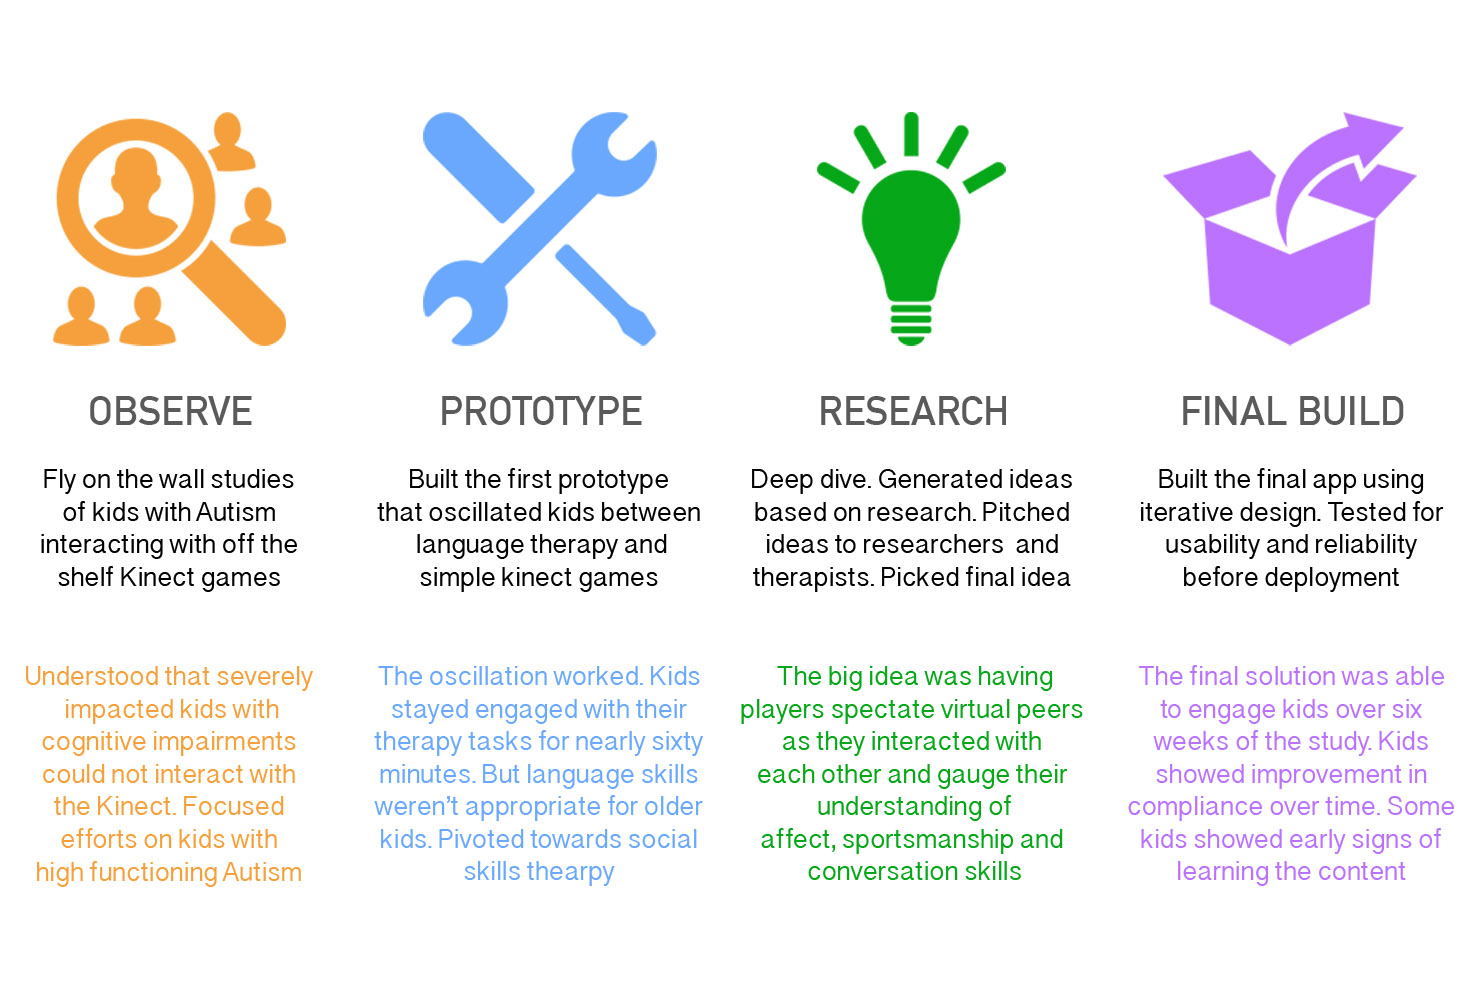 OBSERVE
Fly on the wall studies
of kids with Autism
interacting with off the
shelf Kinect games
Understood that severely
impacted kids with
cognitive impairments
could not interact with
the Kinect. Focused
efforts on kids with
high functioning Autism
PROTOTYPE
Built the first prototype
that oscillated kids between
language therapy and
simple kinect games
The oscillation worked. Kids
stayed engaged with their
therapy tasks for nearly sixty
minutes. But language skills
weren’t appropriate for older
kids. Pivoted towards social
skills thearpy
RESEARCH
Deep dive. Generated ideas
based on research. Pitched
ideas to researchers and
therapists. Picked final idea
The big idea was having
players spectate virtual peers
as they interacted with
each other and gauge their
understanding of
affect, sportsmanship and
conversation skills
FINAL BUILD
Built the final app using
iterative design. Tested for
usability and reliability
before deployment
The final solution was able
to engage kids over six
weeks of the study. Kids
showed improvement in
compliance over time. Some
kids showed early signs of
learning the content